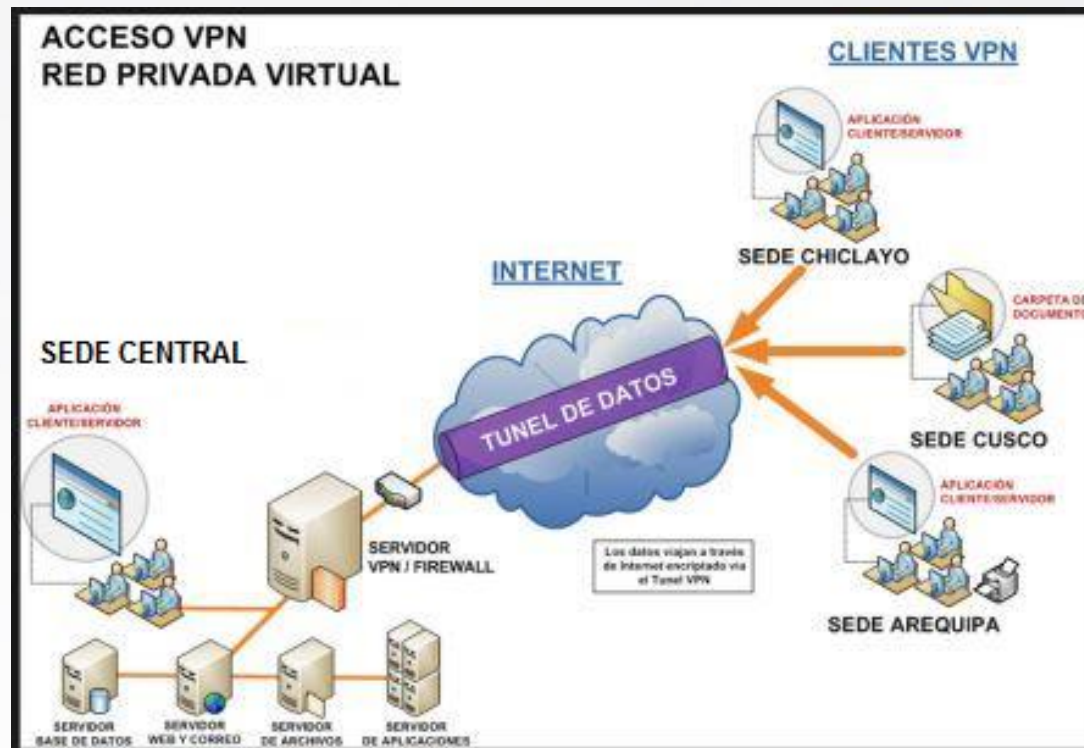 ACCESO VPN
RED PRIVADA VIRTUAL
CLIENTES VPN
APLICACIÓN
CLIENTE/SERVIDOR
SEDE CHICLAYO
INTERNET
CARPETA DE
DOCUMENTO
SEDE CUSCO
SEDE CENTRAL
APLICACIÓN
CLIENTE/SERVIDOR
TUNEL DE DATOS
APLICACIÓN
CLIENTE/SERVIDOR
SERVIDOR
VPN / FIREWALL
Los datos viajan a través
de Internet encriptado via
el Tunel VPN
SEDE AREQUIPA
SERVIDOR
BASE DE DATOS
SERVIDOR
WEB Y CORREO
SERVIDOR
DE ARCHIVOS
SERVIDOR
DE APLICACIONES